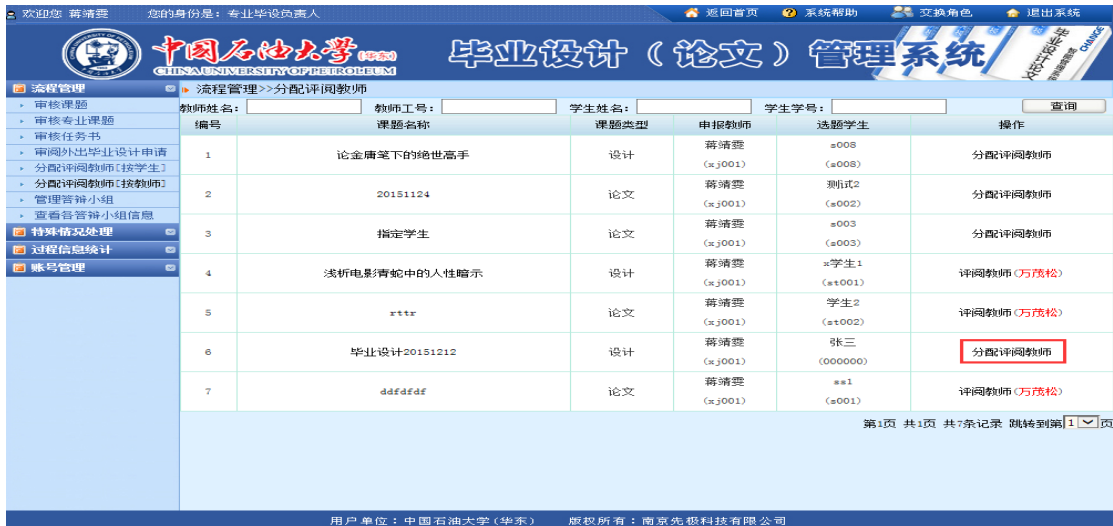 欢迎您 蒋靖雯 您的身份是：专业毕设负责人 返回首页 系统帮助 交换角色 退出系统
中国石油大学(华东) 毕业设计（论文）管理系统
CHINA UNIVERSITY OF PETROLEUM
流程管理
审核课题
审核专业课题
审核任务书
审阅外出毕业设计申请
分配评阅教师[按学生]
分配评阅教师[按教师]
管理答辩小组
查看各答辩小组信息
特殊情况处理
过程信息统计
账号管理
流程管理>>分配评阅教师
教师姓名： 教师工号： 学生姓名： 学生学号： 查询
编号 课题名称 课题类型 申报教师 选题学生 操作
1 论金庸笔下的绝世高手 设计 蒋靖雯 (xj001) s008 (s008) 分配评阅教师
2 20151124 论文 蒋靖雯 (xj001) 测试2 (s002) 分配评阅教师
3 指定学生 论文 蒋靖雯 (xj001) s003 (s003) 分配评阅教师
4 浅析电影青蛇中的人性暗示 设计 蒋靖雯 (xj001) x学生1 (st001) 评阅教师(万茂松)
5 rttr 论文 蒋靖雯 (xj001) 学生2 (st002) 评阅教师(万茂松)
6 毕业设计20151212 设计 蒋靖雯 (xj001) 张三 (000000) 分配评阅教师
7 ddfdfdf 论文 蒋靖雯 (xj001) ss1 (s001) 评阅教师(万茂松)
第1页 共1页 共7条记录 跳转到第 1 页
用户单位：中国石油大学(华东) 版权所有：南京先极科技有限公司